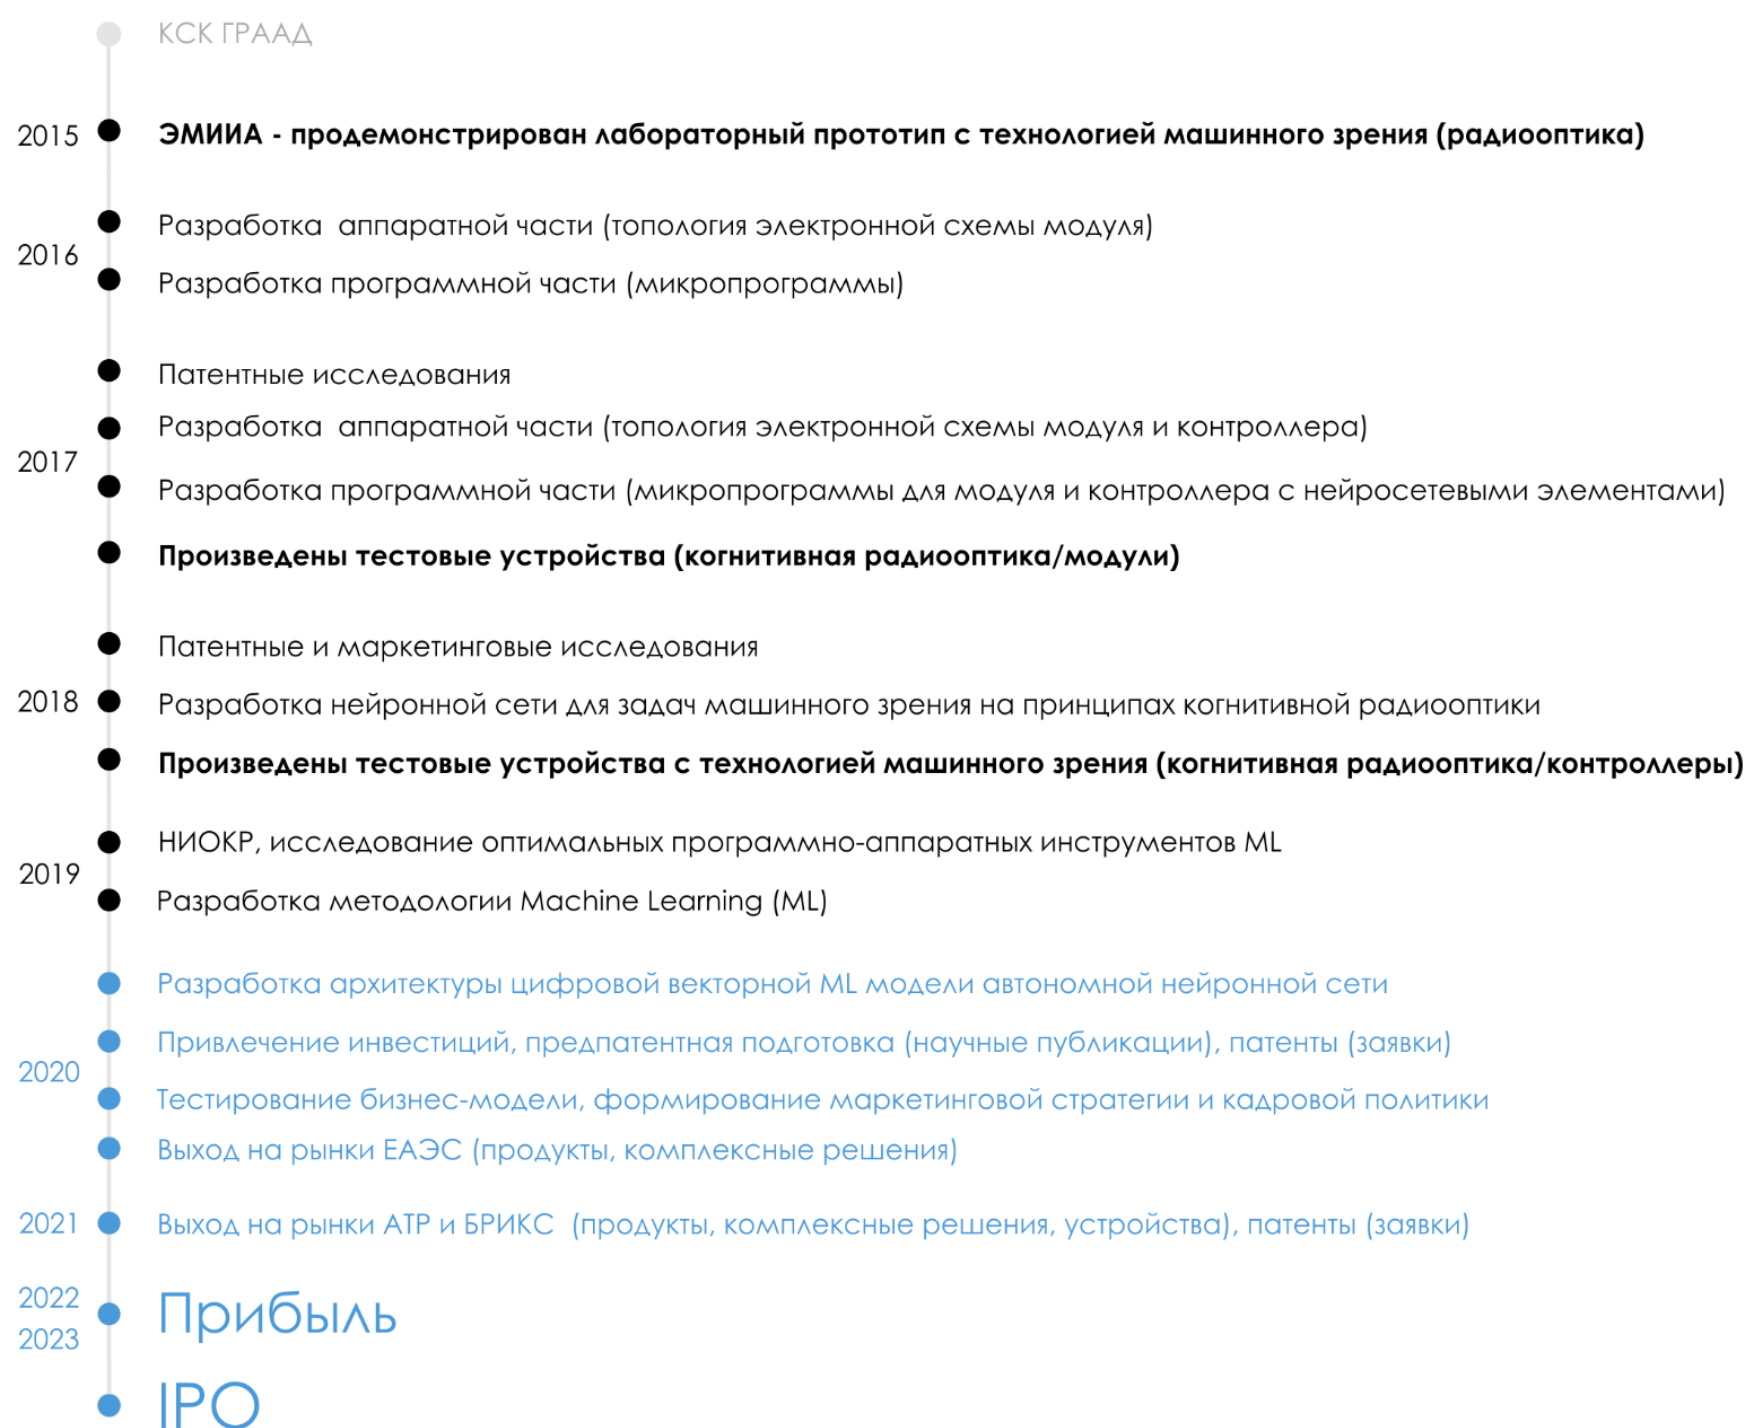 КСК ГРААД
2015
ЭМИИА - продемонстрирован лабораторный прототип с технологией машинного зрения (радиооптика)
2016
Разработка аппаратной части (топология электронной схемы модуля)
Разработка программной части (микропрограммы)
2017
Патентные исследования
Разработка аппаратной части (топология электронной схемы модуля и контроллера)
Разработка программной части (микропрограммы для модуля и контроллера с нейросетевыми элементами)
Произведены тестовые устройства (когнитивная радиооптика/модули)
2018
Патентные и маркетинговые исследования
Разработка нейронной сети для задач машинного зрения на принципах когнитивной радиооптики
Произведены тестовые устройства с технологией машинного зрения (когнитивная радиооптика/контроллеры)
2019
НИОКР, исследование оптимальных программно-аппаратных инструментов ML
Разработка методологии Machine Learning (ML)
2020
Разработка архитектуры цифровой векторной ML модели автономной нейронной сети
Привлечение инвестиций, предпатентная подготовка (научные публикации), патенты (заявки)
Тестирование бизнес-модели, формирование маркетинговой стратегии и кадровой политики
Выход на рынки ЕАЭС (продукты, комплексные решения)
2021
Выход на рынки АТР и БРИКС (продукты, комплексные решения, устройства), патенты (заявки)
2022
2023
Прибыль
IPO